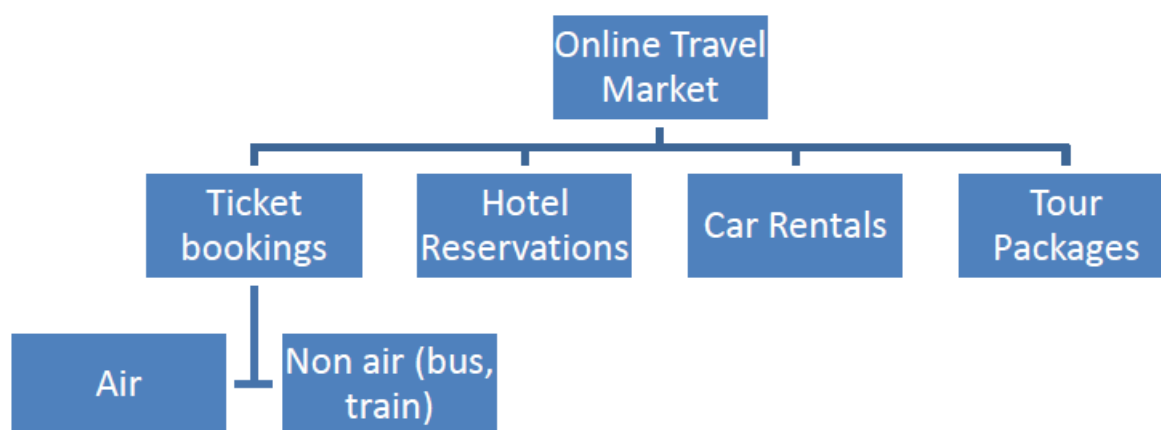 Online Travel
Market
Ticket
bookings
Hotel
Reservations
Car Rentals
Tour
Packages
Air
Non air (bus,
train)